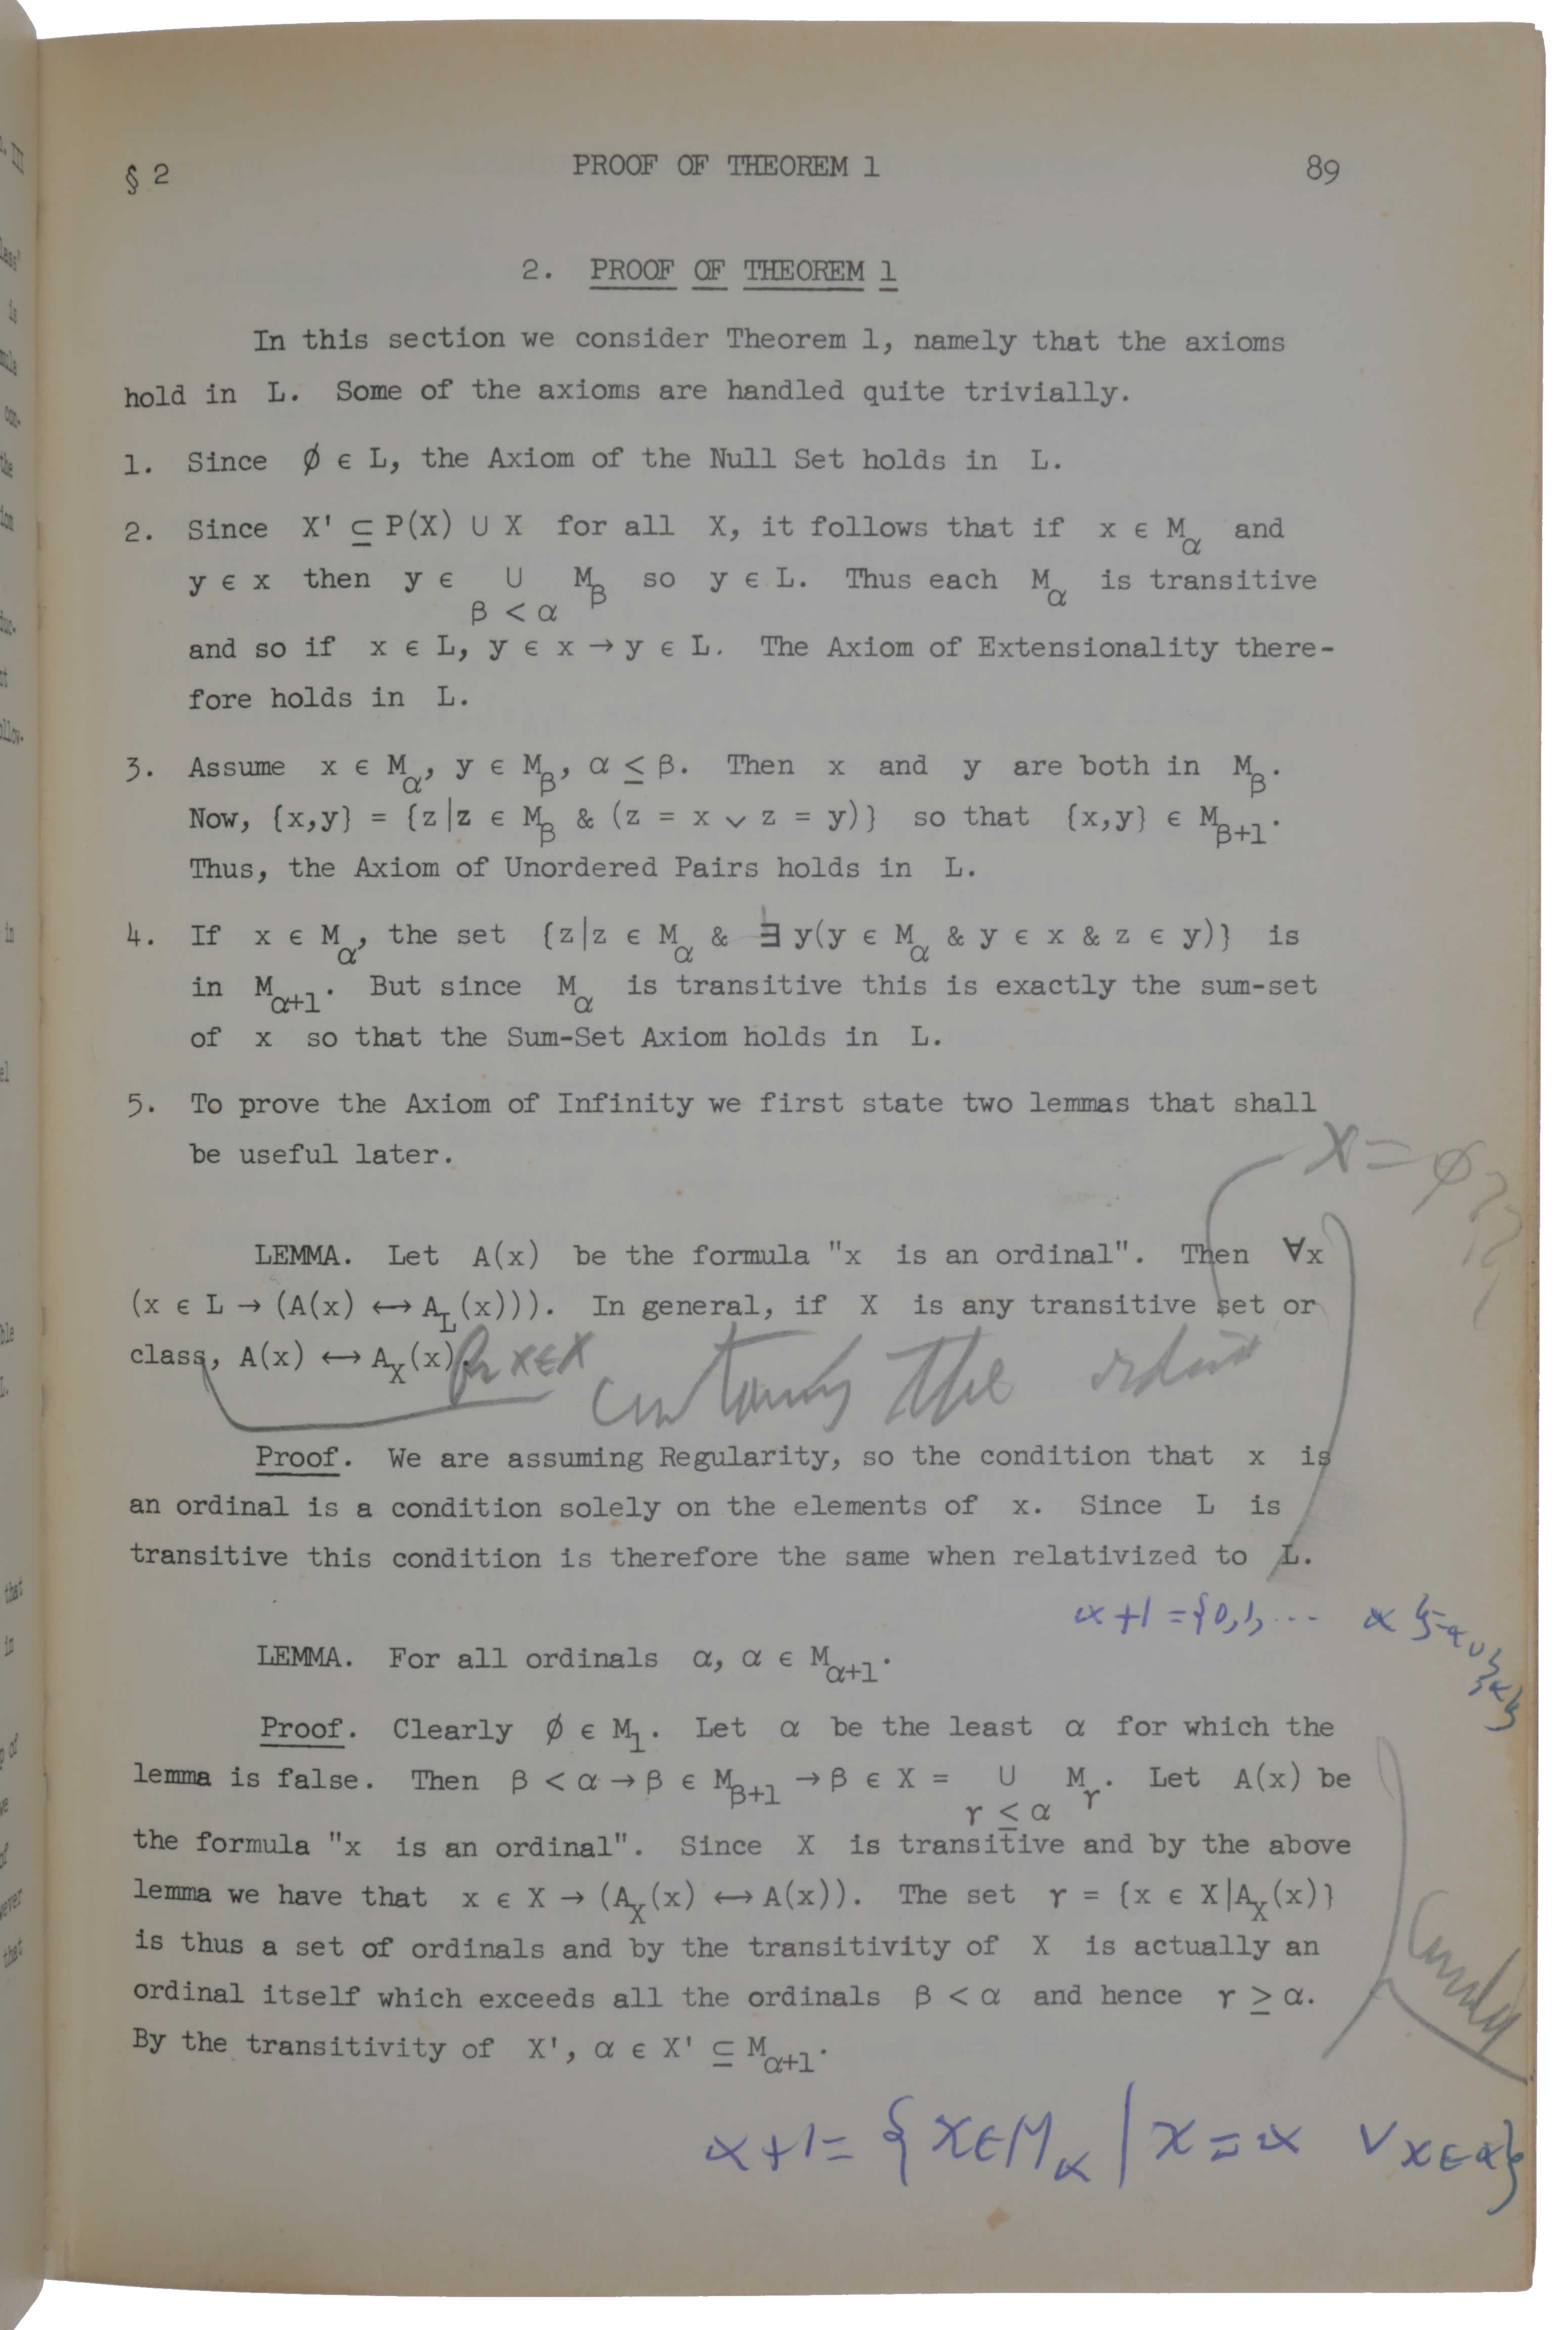 § 2 PROOF OF THEOREM 1 89
2. PROOF OF THEOREM 1
In this section we consider Theorem 1, namely that the axioms
hold in L. Some of the axioms are handled quite trivially.
1. Since ∅ ∈ L, the Axiom of the Null Set holds in L.
2. Since X' ⊆ P(X) ∪ X for all X, it follows that if x ∈ M_α and
y ∈ x then y ∈ ∪_{β < α} M_β so y ∈ L. Thus each M_α is transitive
and so if x ∈ L, y ∈ x → y ∈ L. The Axiom of Extensionality there-
fore holds in L.
3. Assume x ∈ M_α, y ∈ M_β, α ≤ β. Then x and y are both in M_β.
Now, {x,y} = {z|z ∈ M_β & (z = x ∨ z = y)} so that {x,y} ∈ M_{β+1}.
Thus, the Axiom of Unordered Pairs holds in L.
4. If x ∈ M_α, the set {z|z ∈ M_α & ∃ y(y ∈ M_α & y ∈ x & z ∈ y)} is
in M_{α+1}. But since M_α is transitive this is exactly the sum-set
of x so that the Sum-Set Axiom holds in L.
5. To prove the Axiom of Infinity we first state two lemmas that shall
be useful later.
X = ∅ ??
LEMMA. Let A(x) be the formula "x is an ordinal". Then ∀x
(x ∈ L → (A(x) ↔ A_L(x))). In general, if X is any transitive set or
class, A(x) ↔ A_X(x).
for x∈X
the
Proof. We are assuming Regularity, so the condition that x is
an ordinal is a condition solely on the elements of x. Since L is
transitive this condition is therefore the same when relativized to L.
α+1 = {0,1, ... α} = α ∪ {α}
LEMMA. For all ordinals α, α ∈ M_{α+1}.
Proof. Clearly ∅ ∈ M_1. Let α be the least α for which the
lemma is false. Then β < α → β ∈ M_{β+1} → β ∈ X = ∪_{γ ≤ α} M_γ. Let A(x) be
the formula "x is an ordinal". Since X is transitive and by the above
lemma we have that x ∈ X → (A_X(x) ↔ A(x)). The set γ = {x ∈ X|A_X(x)}
is thus a set of ordinals and by the transitivity of X is actually an
ordinal itself which exceeds all the ordinals β < α and hence γ ≥ α.
By the transitivity of X', α ∈ X' ⊆ M_{α+1}.
α+1 = {x∈M_α | x = α ∨ x∈α}